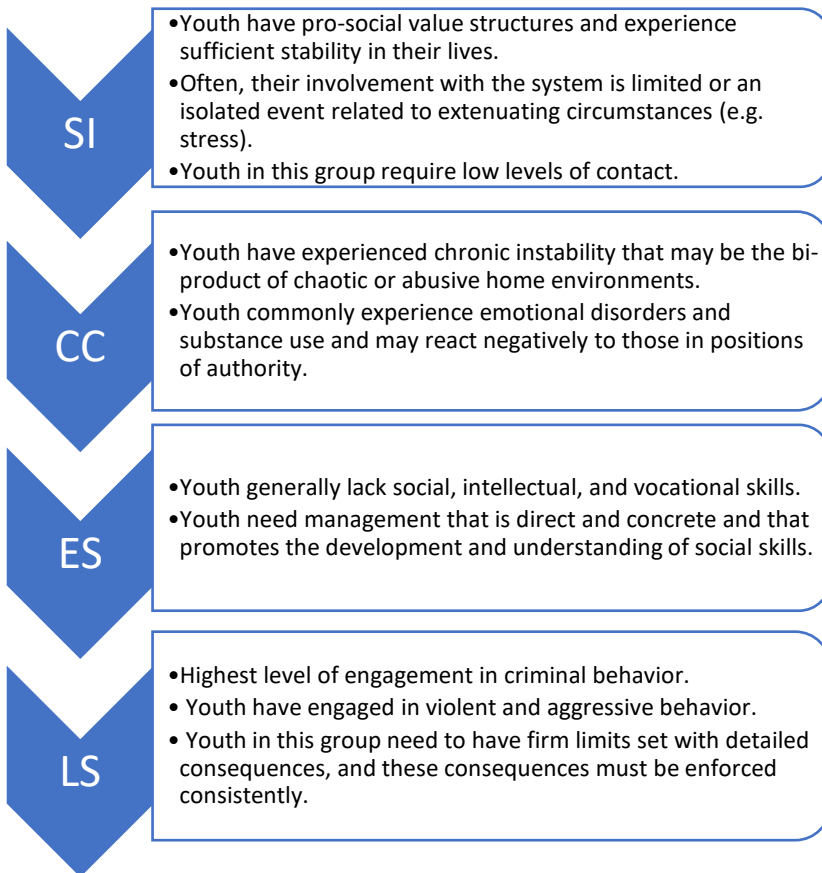 SI
•Youth have pro-social value structures and experience
sufficient stability in their lives.
•Often, their involvement with the system is limited or an
isolated event related to extenuating circumstances (e.g.
stress).
•Youth in this group require low levels of contact.
CC
•Youth have experienced chronic instability that may be the bi-
product of chaotic or abusive home environments.
•Youth commonly experience emotional disorders and
substance use and may react negatively to those in positions
of authority.
ES
•Youth generally lack social, intellectual, and vocational skills.
•Youth need management that is direct and concrete and that
promotes the development and understanding of social skills.
LS
•Highest level of engagement in criminal behavior.
• Youth have engaged in violent and aggressive behavior.
• Youth in this group need to have firm limits set with detailed
consequences, and these consequences must be enforced
consistently.